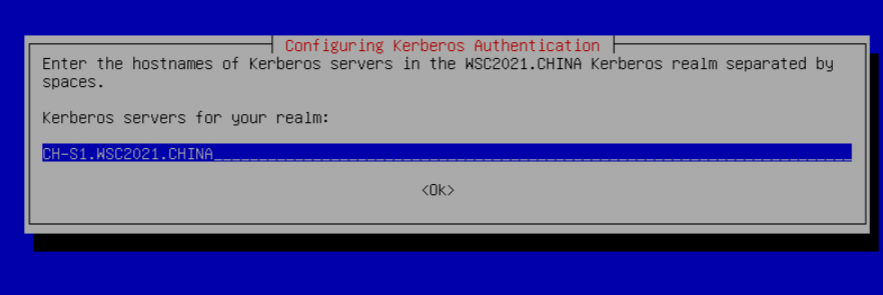 Configuring Kerberos Authentication
Enter the hostnames of Kerberos servers in the WSC2021.CHINA Kerberos realm separated by
spaces.
Kerberos servers for your realm:
CH-S1.WSC2021.CHINA
<Ok>